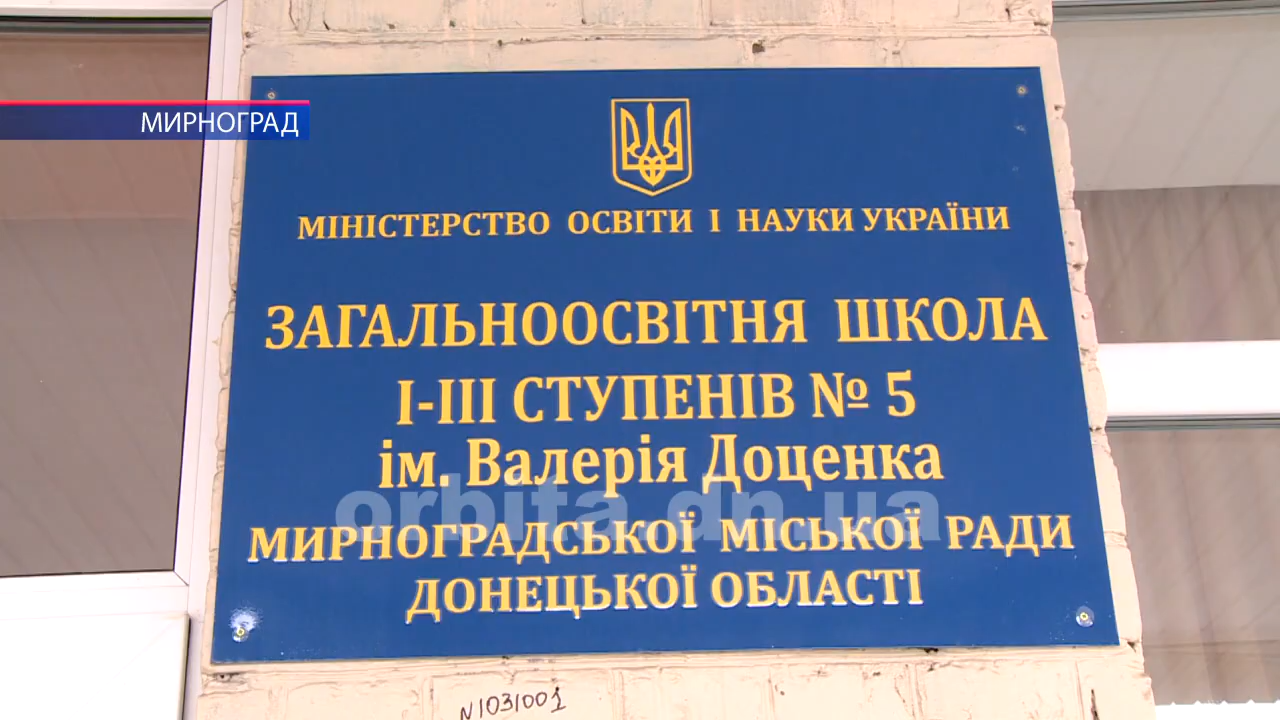 МИРНОГРАД
МІНІСТЕРСТВО ОСВІТИ І НАУКИ УКРАЇНИ
ЗАГАЛЬНООСВІТНЯ ШКОЛА
І-ІІІ СТУПЕНІВ № 5
ім. Валерія Доценка
orbita.dn.ua
МИРНОГРАДСЬКОЇ МІСЬКОЇ РАДИ
ДОНЕЦЬКОЇ ОБЛАСТІ
N1031001